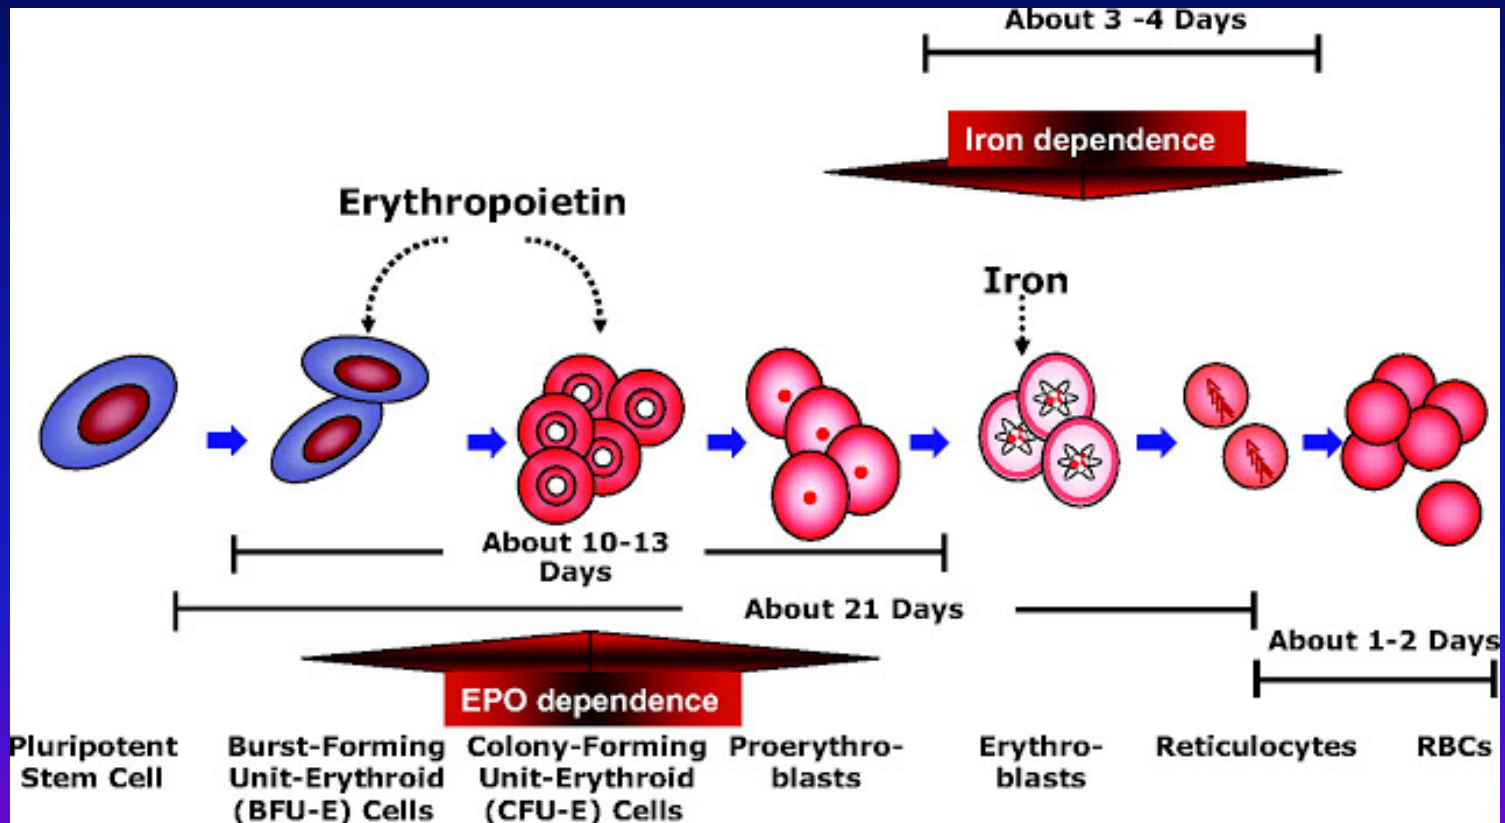 About 3 -4 Days
Iron dependence
Erythropoietin
Iron
About 10-13
Days
About 21 Days
About 1-2 Days
EPO dependence
Pluripotent
Stem Cell
Burst-Forming
Unit-Erythroid
(BFU-E) Cells
Colony-Forming
Unit-Erythroid
(CFU-E) Cells
Proerythro-
blasts
Erythro-
blasts
Reticulocytes
RBCs